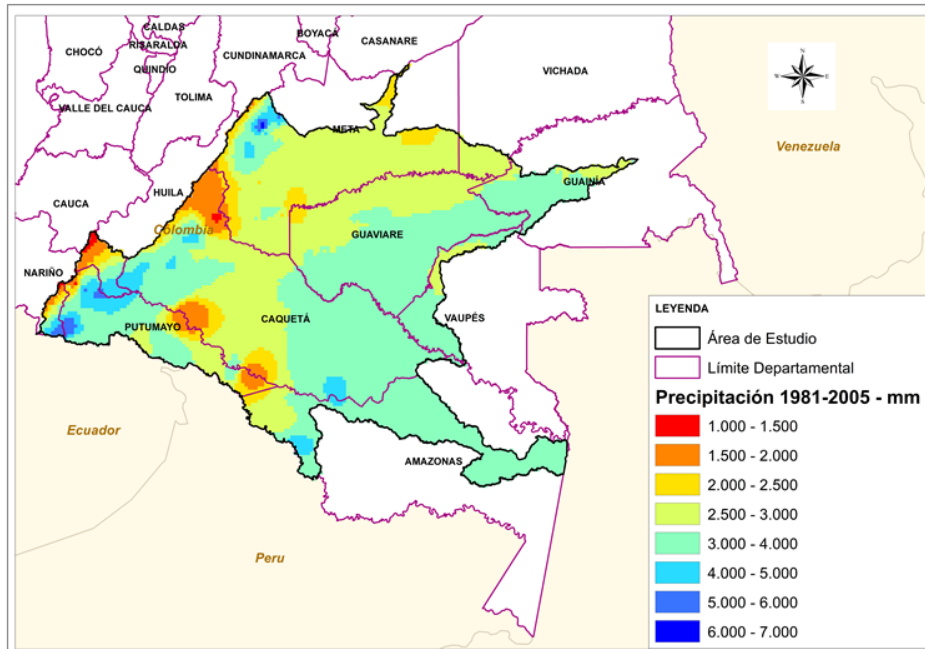 CALDAS
BOYACÁ
CHOCÓ
RISARALDA
CUNDINAMARCA
CASANARE
QUINDIO
VICHADA
TOLIMA
VALLE DEL CAUCA
META
Venezuela
HUILA
GUAINÍA
CAUCA
Colombia
GUAVIARE
NARIÑO
PUTUMAYO
CAQUETÁ
VAUPÉS
Ecuador
AMAZONAS
Peru
N
W
E
S
LEYENDA
Área de Estudio
Límite Departamental
Precipitación 1981-2005 - mm
1.000 - 1.500
1.500 - 2.000
2.000 - 2.500
2.500 - 3.000
3.000 - 4.000
4.000 - 5.000
5.000 - 6.000
6.000 - 7.000